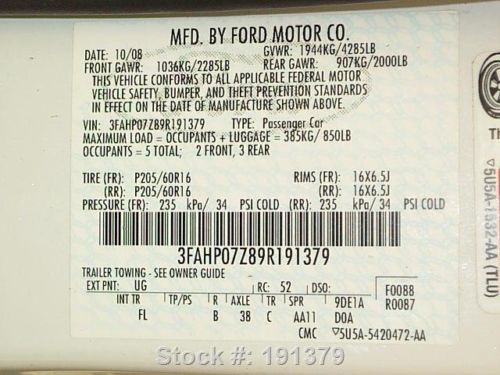 MFD. BY FORD MOTOR CO.
DATE: 10/08 GVWR: 1944KG/4285LB
FRONT GAWR: 1036KG/2285LB REAR GAWR: 907KG/2000LB
THIS VEHICLE CONFORMS TO ALL APPLICABLE FEDERAL MOTOR
VEHICLE SAFETY, BUMPER, AND THEFT PREVENTION STANDARDS
IN EFFECT ON THE DATE OF MANUFACTURE SHOWN ABOVE.
VIN: 3FAHP07Z89R191379 TYPE: Passenger Car
MAXIMUM LOAD = OCCUPANTS + LUGGAGE = 385KG/ 850LB
OCCUPANTS = 5 TOTAL; 2 FRONT, 3 REAR
TIRE (FR): P205/60R16 RIMS (FR): 16X6.5J
(RR): P205/60R16 (RR): 16X6.5J
PRESSURE (FR): 235 kPa/ 34 PSI COLD (RR): 235 kPa/ 34 PSI COLD
3FAHP07Z89R191379
TRAILER TOWING - SEE OWNER GUIDE
EXT PNT: UG RC: 52 DSO: F0088
INT TR TP/PS R AXLE TR SPR 9DE1A R0087
FL B 38 C AA11 D0A
CMC 5U5A-5420472-AA
Th
5U5A-1532-AA (TLU)
Stock #: 191379